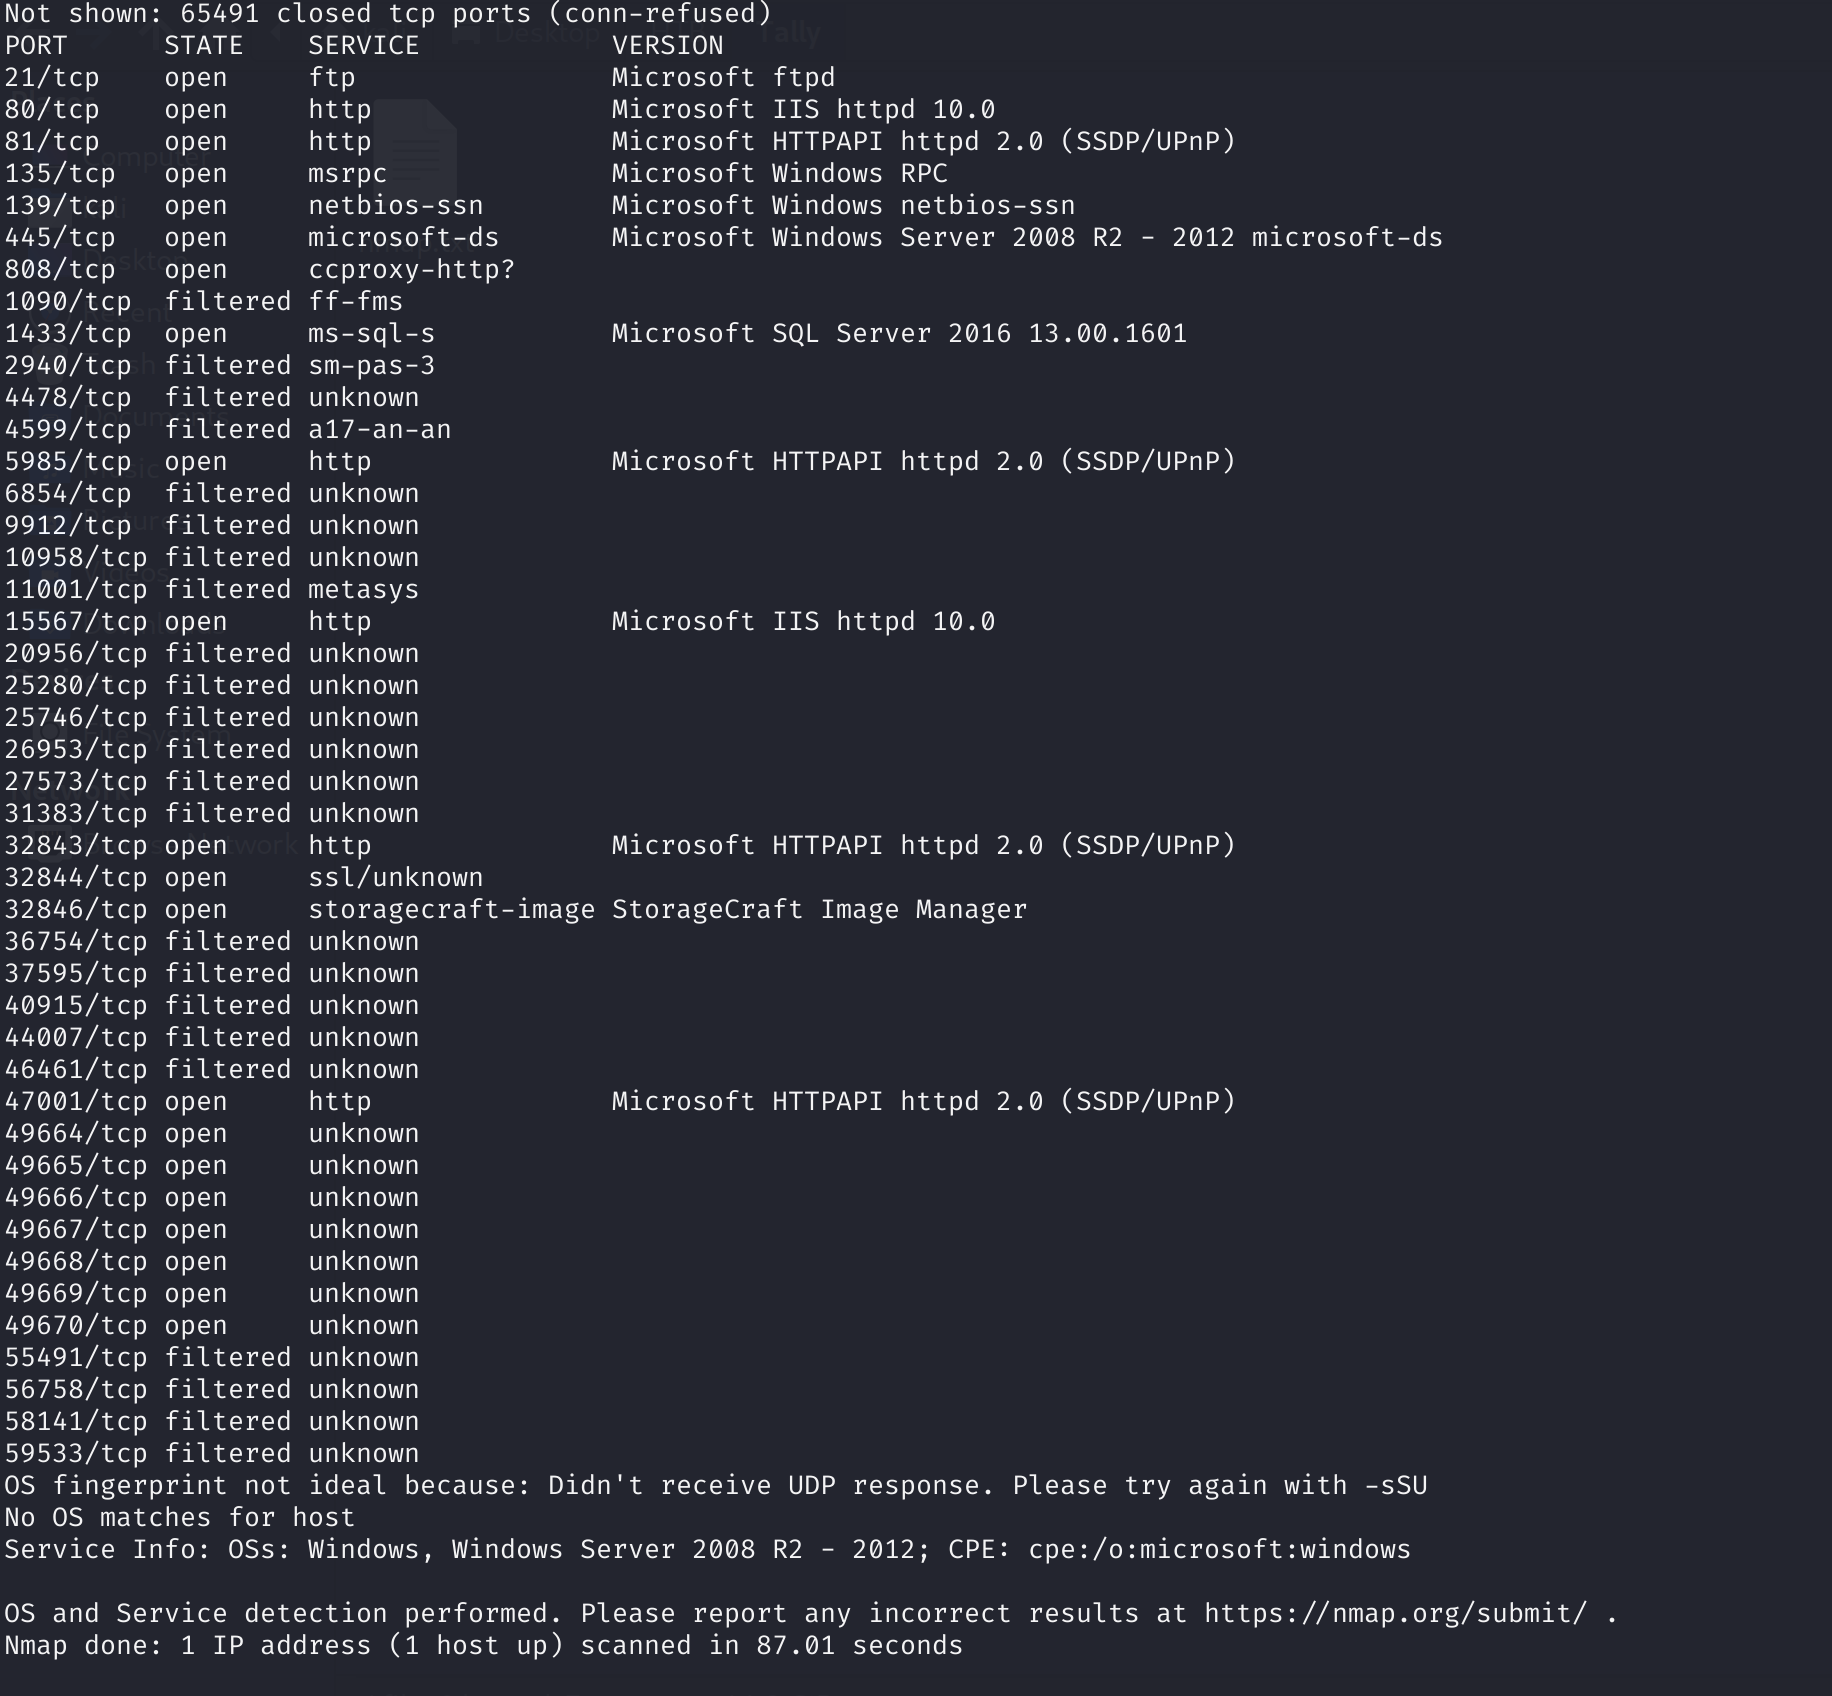 Not shown: 65491 closed tcp ports (conn-refused)
PORT      STATE    SERVICE            VERSION
21/tcp    open     ftp                Microsoft ftpd
80/tcp    open     http               Microsoft IIS httpd 10.0
81/tcp    open     http               Microsoft HTTPAPI httpd 2.0 (SSDP/UPnP)
135/tcp   open     msrpc              Microsoft Windows RPC
139/tcp   open     netbios-ssn        Microsoft Windows netbios-ssn
445/tcp   open     microsoft-ds       Microsoft Windows Server 2008 R2 - 2012 microsoft-ds
808/tcp   open     ccproxy-http?
1090/tcp  filtered ff-fms
1433/tcp  open     ms-sql-s           Microsoft SQL Server 2016 13.00.1601
2940/tcp  filtered sm-pas-3
4478/tcp  filtered unknown
4599/tcp  filtered a17-an-an
5985/tcp  open     http               Microsoft HTTPAPI httpd 2.0 (SSDP/UPnP)
6854/tcp  filtered unknown
9912/tcp  filtered unknown
10958/tcp filtered unknown
11001/tcp filtered metasys
15567/tcp open     http               Microsoft IIS httpd 10.0
20956/tcp filtered unknown
25280/tcp filtered unknown
25746/tcp filtered unknown
26953/tcp filtered unknown
27573/tcp filtered unknown
31383/tcp filtered unknown
32843/tcp open     http               Microsoft HTTPAPI httpd 2.0 (SSDP/UPnP)
32844/tcp open     ssl/unknown
32846/tcp open     storagecraft-image StorageCraft Image Manager
36754/tcp filtered unknown
37595/tcp filtered unknown
40915/tcp filtered unknown
44007/tcp filtered unknown
46461/tcp filtered unknown
47001/tcp open     http               Microsoft HTTPAPI httpd 2.0 (SSDP/UPnP)
49664/tcp open     unknown
49665/tcp open     unknown
49666/tcp open     unknown
49667/tcp open     unknown
49668/tcp open     unknown
49669/tcp open     unknown
49670/tcp open     unknown
55491/tcp filtered unknown
56758/tcp filtered unknown
58141/tcp filtered unknown
59533/tcp filtered unknown
OS fingerprint not ideal because: Didn't receive UDP response. Please try again with -sSU
No OS matches for host
Service Info: OSs: Windows, Windows Server 2008 R2 - 2012; CPE: cpe:/o:microsoft:windows

OS and Service detection performed. Please report any incorrect results at https://nmap.org/submit/ .
Nmap done: 1 IP address (1 host up) scanned in 87.01 seconds